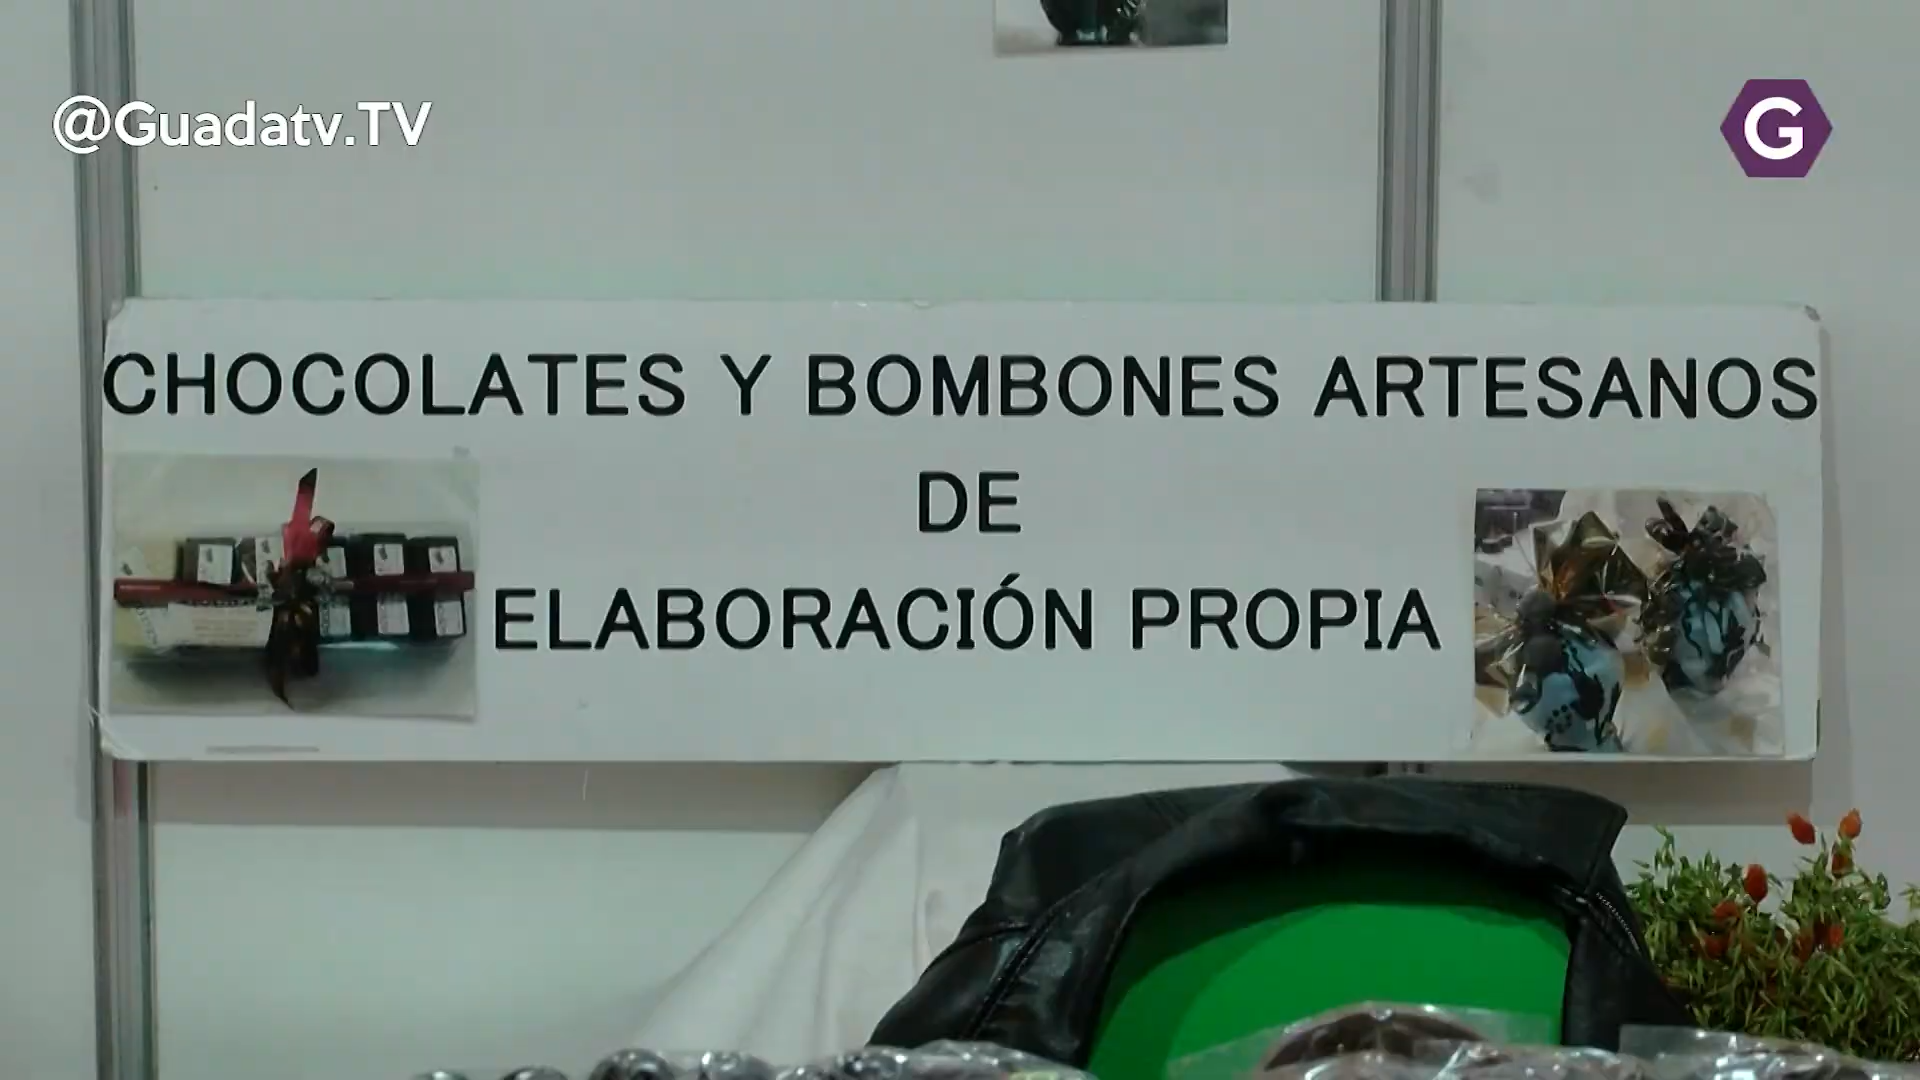 @Guadatv.TV
G
CHOCOLATES Y BOMBONES ARTESANOS
DE
ELABORACIÓN PROPIA